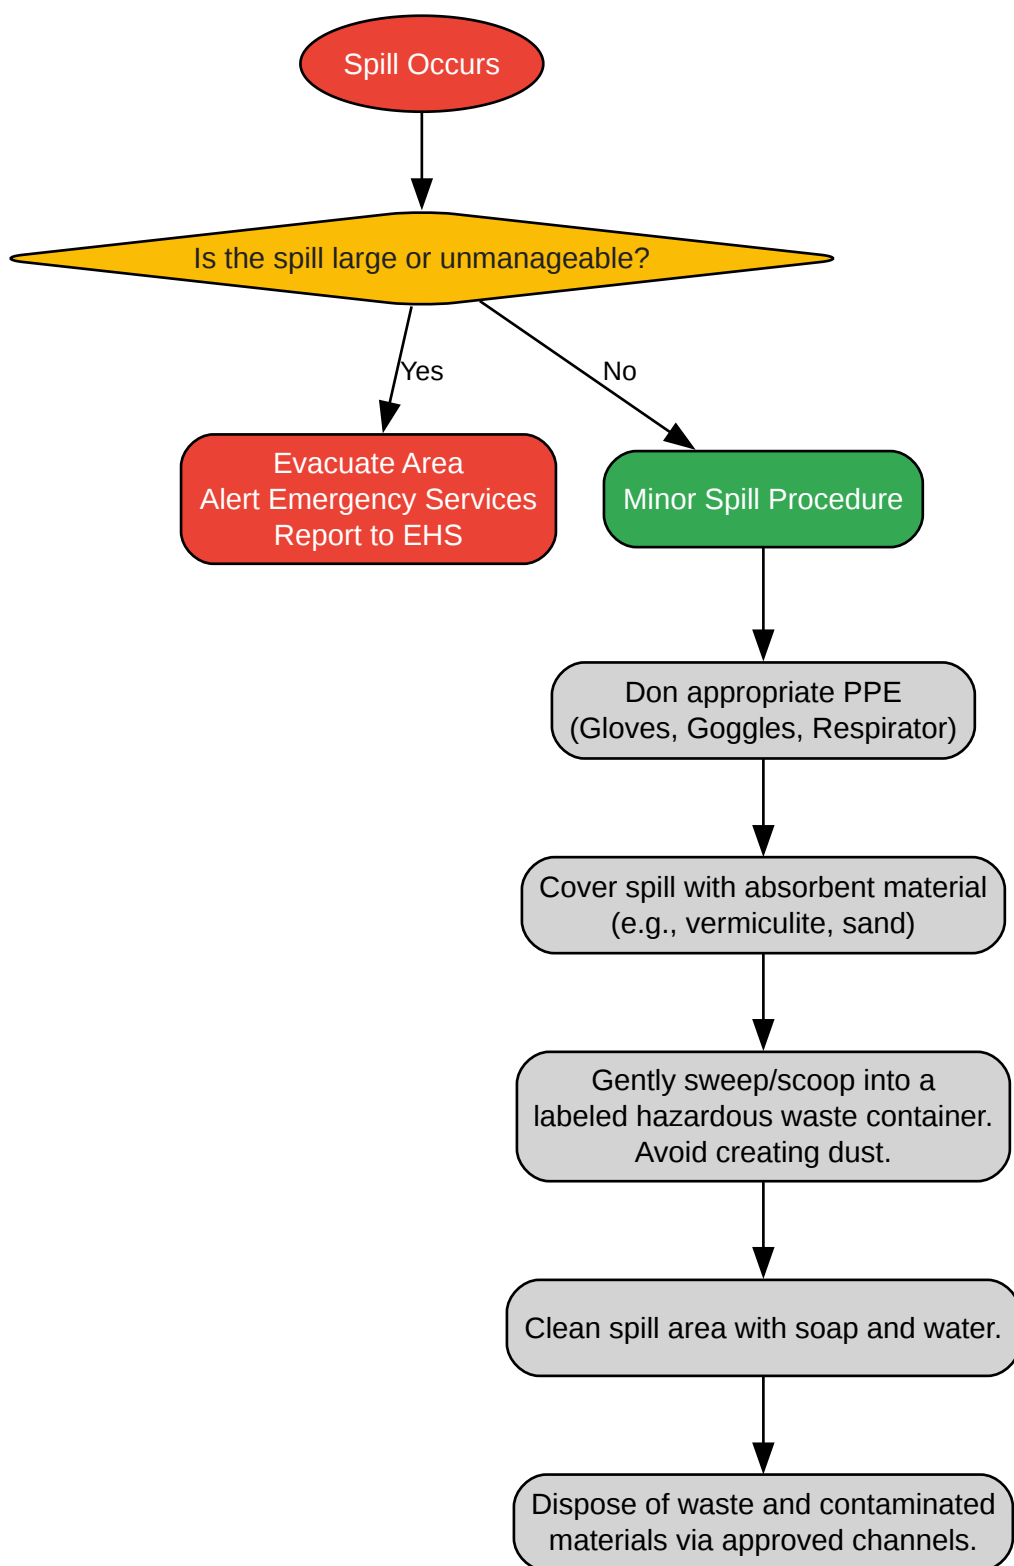 Spill Occurs
Is the spill large or unmanageable?
Yes
No
Evacuate Area
Alert Emergency Services
Report to EHS
Minor Spill Procedure
Don appropriate PPE
(Gloves, Goggles, Respirator)
Cover spill with absorbent material
(e.g., vermiculite, sand)
Gently sweep/scoop into a
labeled hazardous waste container.
Avoid creating dust.
Clean spill area with soap and water.
Dispose of waste and contaminated
materials via approved channels.